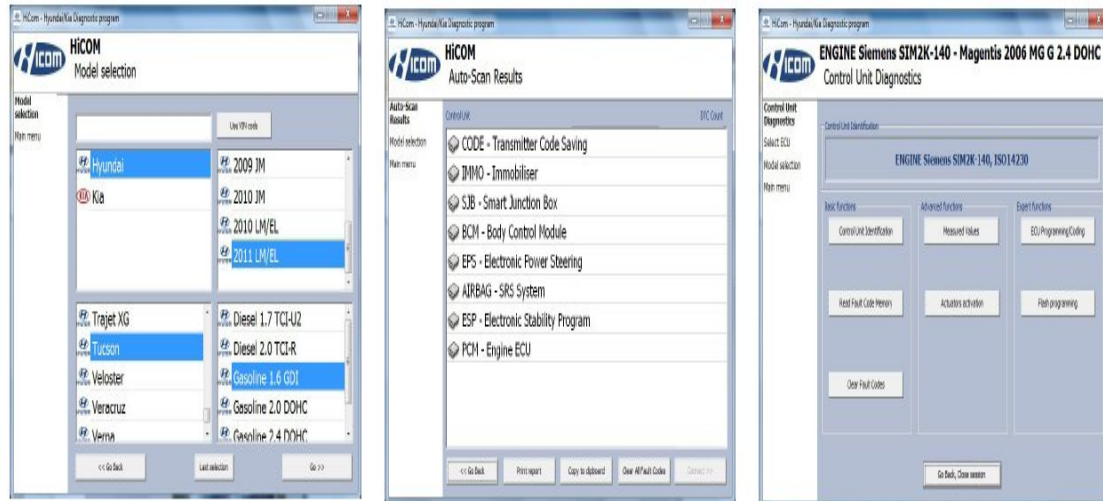 HiCom - Hyundai/Kia Diagnostic program
Hicom
HiCOM
Model selection
Model selection
Main menu
Use VIN code
Hyundai
Kia
2009 JM
2010 JM
2010 LM/EL
2011 LM/EL
Trajet XG
Tucson
Veloster
Veracruz
Verna
Diesel 1.7 TCI-U2
Diesel 2.0 TCI-R
Gasoline 1.6 GDI
Gasoline 2.0 DOHC
Gasoline 2.4 DOHC
<< Go Back
Last selection
Go >>
HiCom - Hyundai/Kia Diagnostic program
Hicom
HiCOM
Auto-Scan Results
Auto-Scan Results
Model selection
Main menu
Control Unit
DTC Count
CODE - Transmitter Code Saving
IMMO - Immobiliser
SJB - Smart Junction Box
BCM - Body Control Module
EPS - Electronic Power Steering
AIRBAG - SRS System
ESP - Electronic Stability Program
PCM - Engine ECU
<< Go Back
Print report
Copy to clipboard
Clear All Fault Codes
Connect >>
HiCom - Hyundai/Kia Diagnostic program
Hicom
ENGINE Siemens SIM2K-140 - Magentis 2006 MG G 2.4 DOHC
Control Unit Diagnostics
Control Unit Diagnostics
Select ECU
Model selection
Main menu
Control Unit Identification
ENGINE Siemens SIM2K-140, ISO14230
Basic functions
Advanced functions
Expert functions
Control Unit Identification
Measured Values
ECU Programming/Coding
Read Fault Code Memory
Actuators activation
Flash programming
Clear Fault Codes
Go Back, Close session